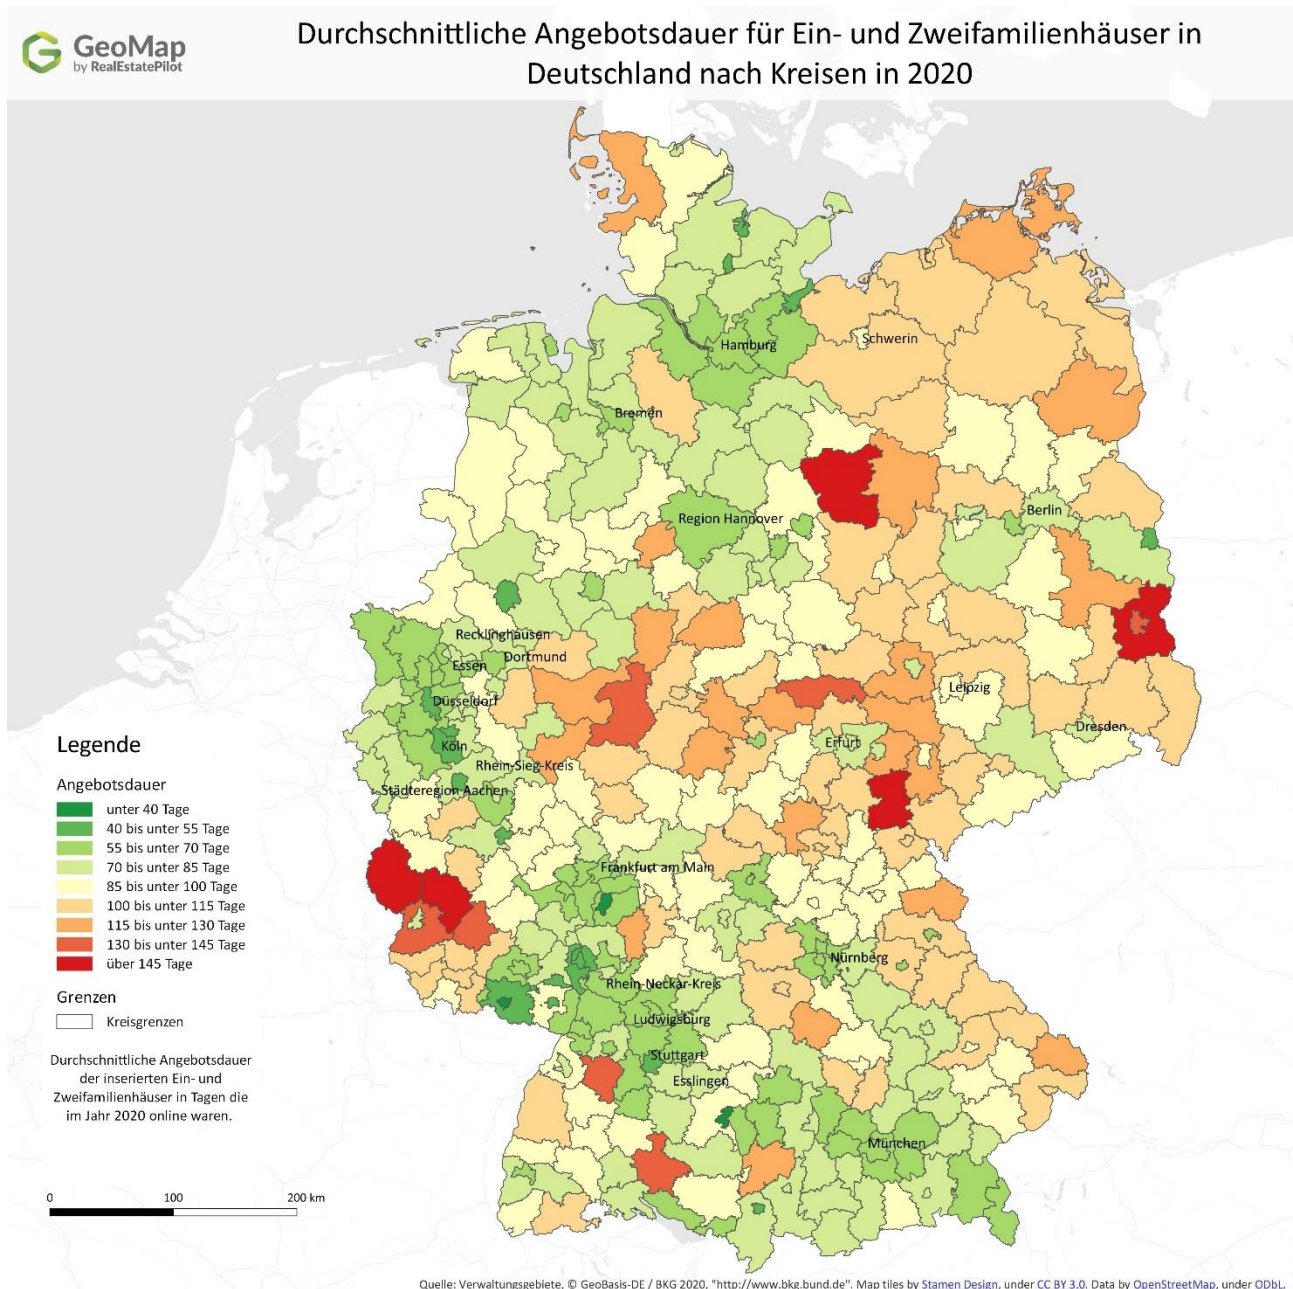 GeoMap
by RealEstatePilot
Durchschnittliche Angebotsdauer für Ein- und Zweifamilienhäuser in
Deutschland nach Kreisen in 2020
Hamburg
Schwerin
Bremen
Region Hannover
Berlin
Recklinghausen
Essen
Dortmund
Düsseldorf
Leipzig
Dresden
Köln
Erfurt
Rhein-Sieg-Kreis
Städteregion Aachen
Frankfurt am Main
Nürnberg
Rhein-Neckar-Kreis
Ludwigsburg
Stuttgart
Esslingen
München
Legende
Angebotsdauer
unter 40 Tage
40 bis unter 55 Tage
55 bis unter 70 Tage
70 bis unter 85 Tage
85 bis unter 100 Tage
100 bis unter 115 Tage
115 bis unter 130 Tage
130 bis unter 145 Tage
über 145 Tage
Grenzen
Kreisgrenzen
Durchschnittliche Angebotsdauer
der inserierten Ein- und
Zweifamilienhäuser in Tagen die
im Jahr 2020 online waren.
0 100 200 km
Quelle: Verwaltungsgebiete, © GeoBasis-DE / BKG 2020, "http://www.bkg.bund.de". Map tiles by Stamen Design, under CC BY 3.0. Data by OpenStreetMap, under ODbL.